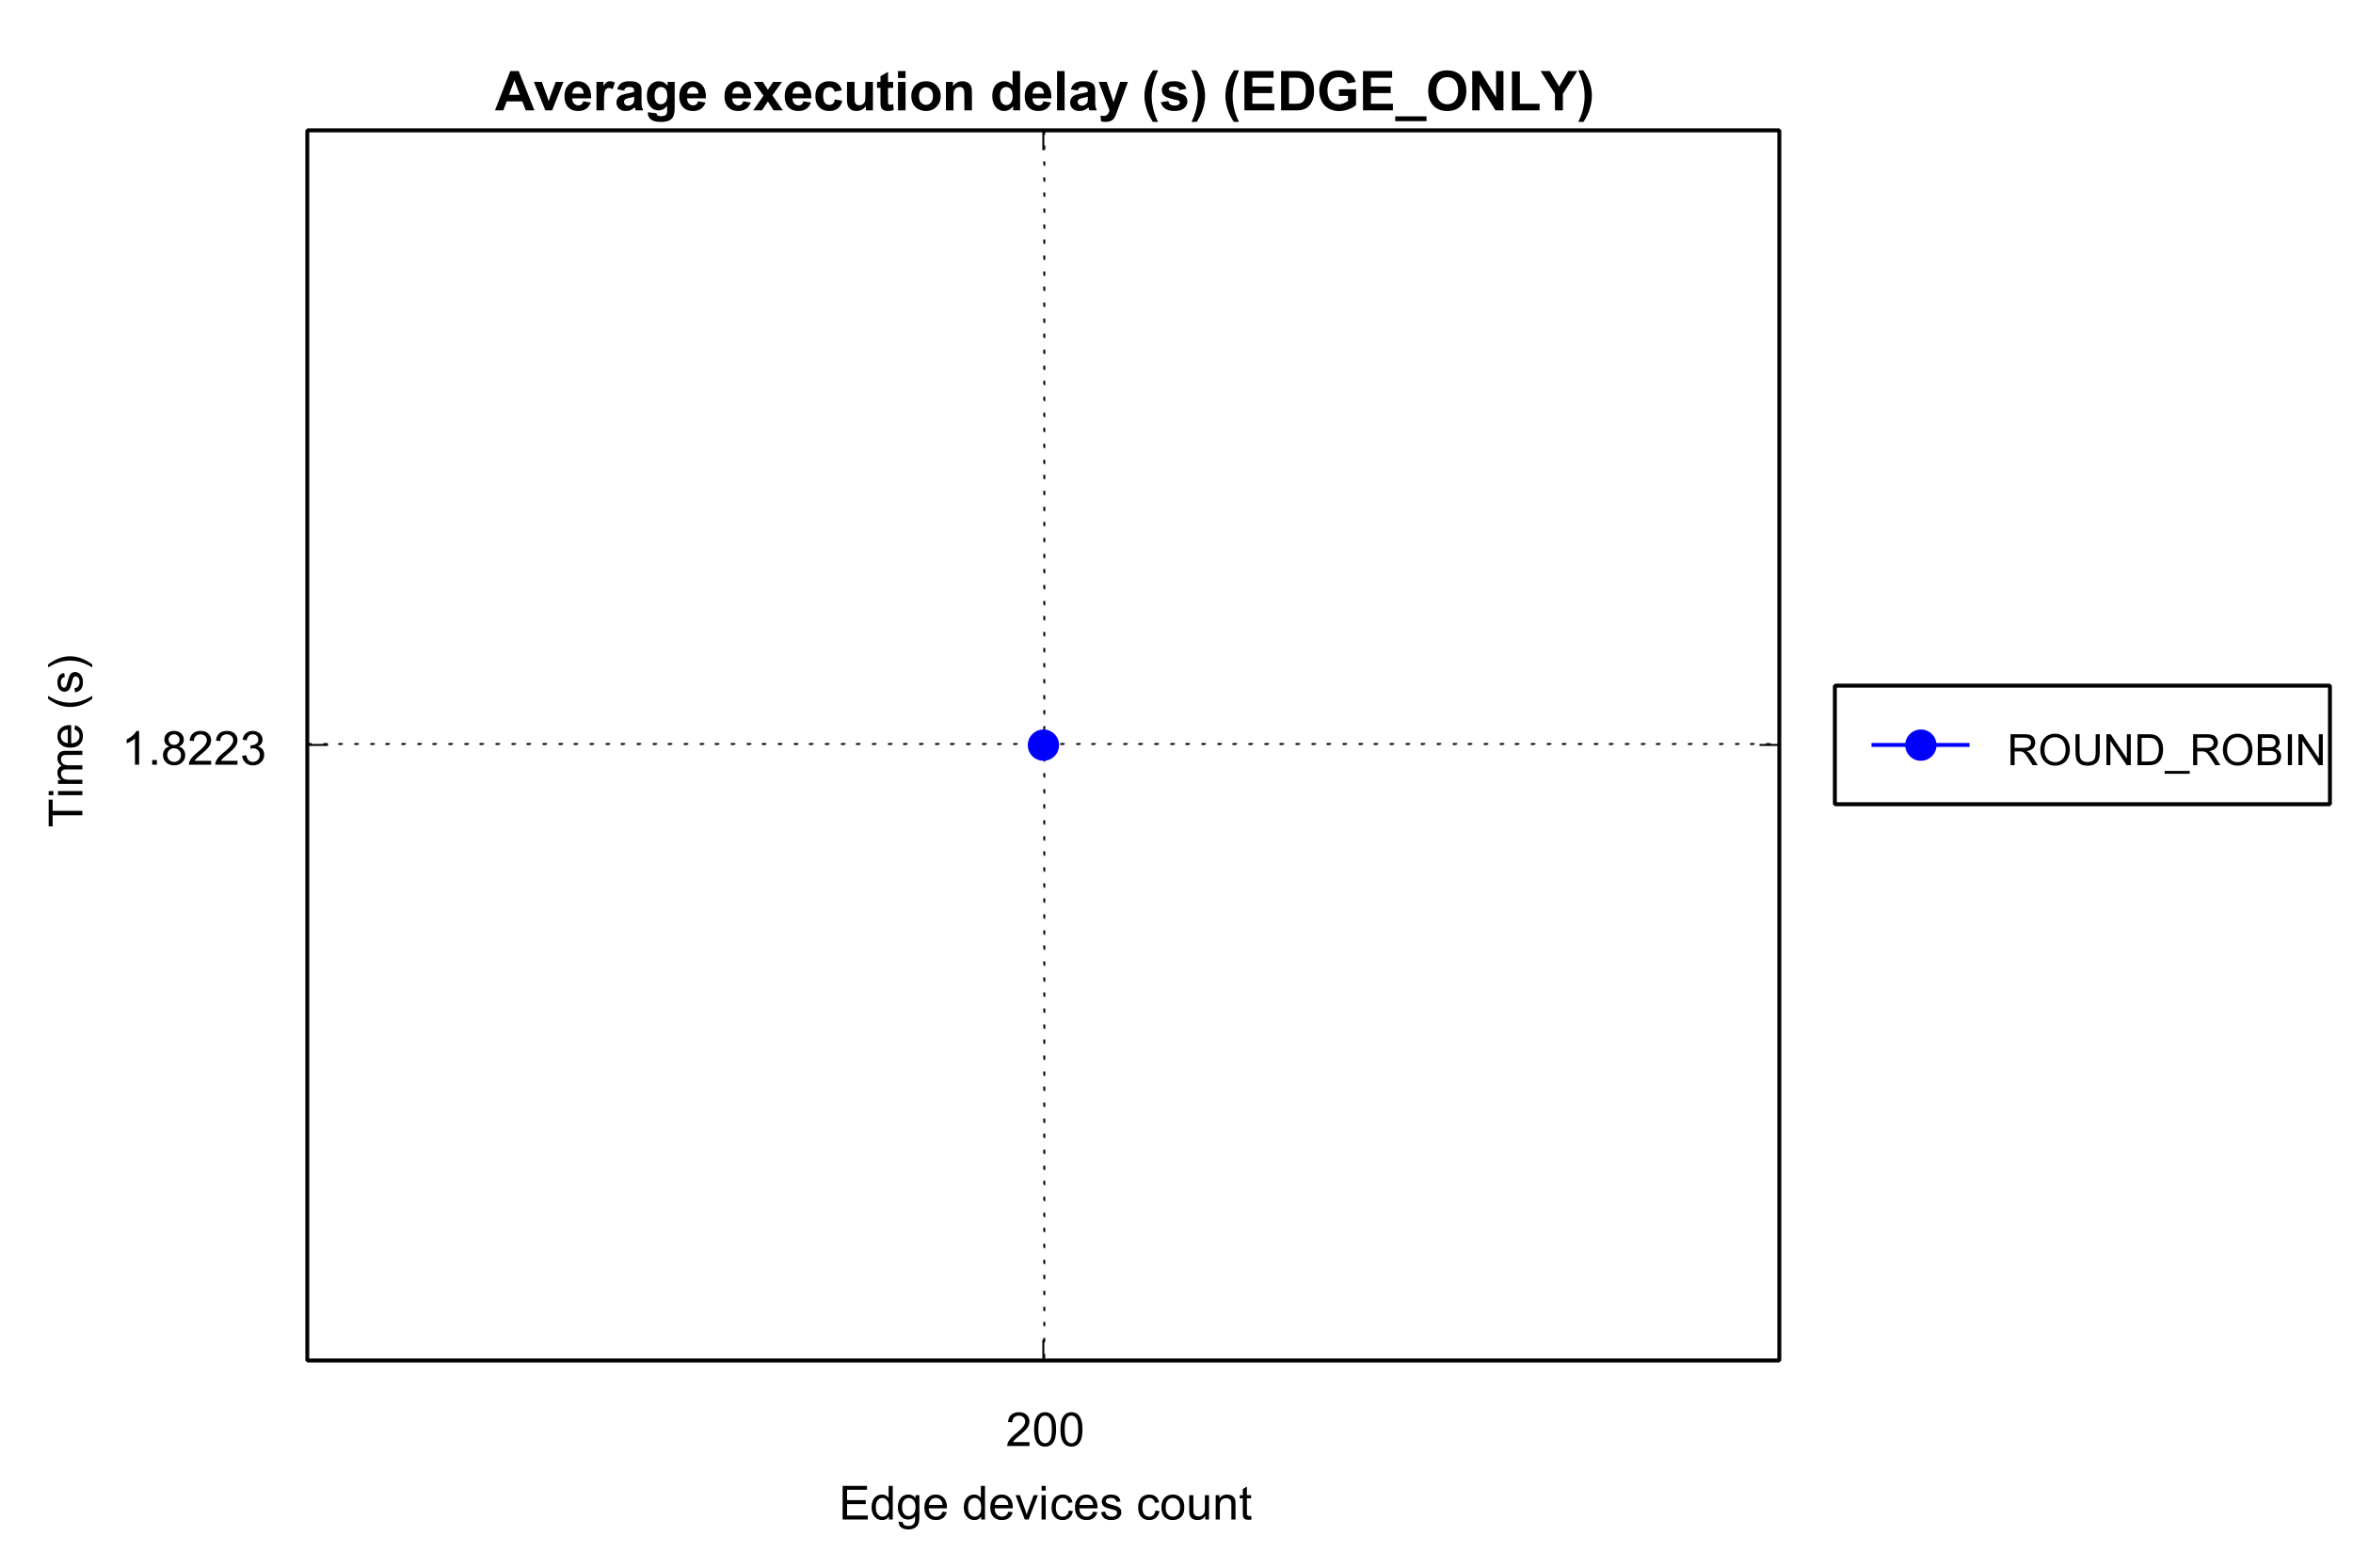 Average execution delay (s) (EDGE_ONLY)
Time (s)
1.8223
ROUND_ROBIN
200
Edge devices count